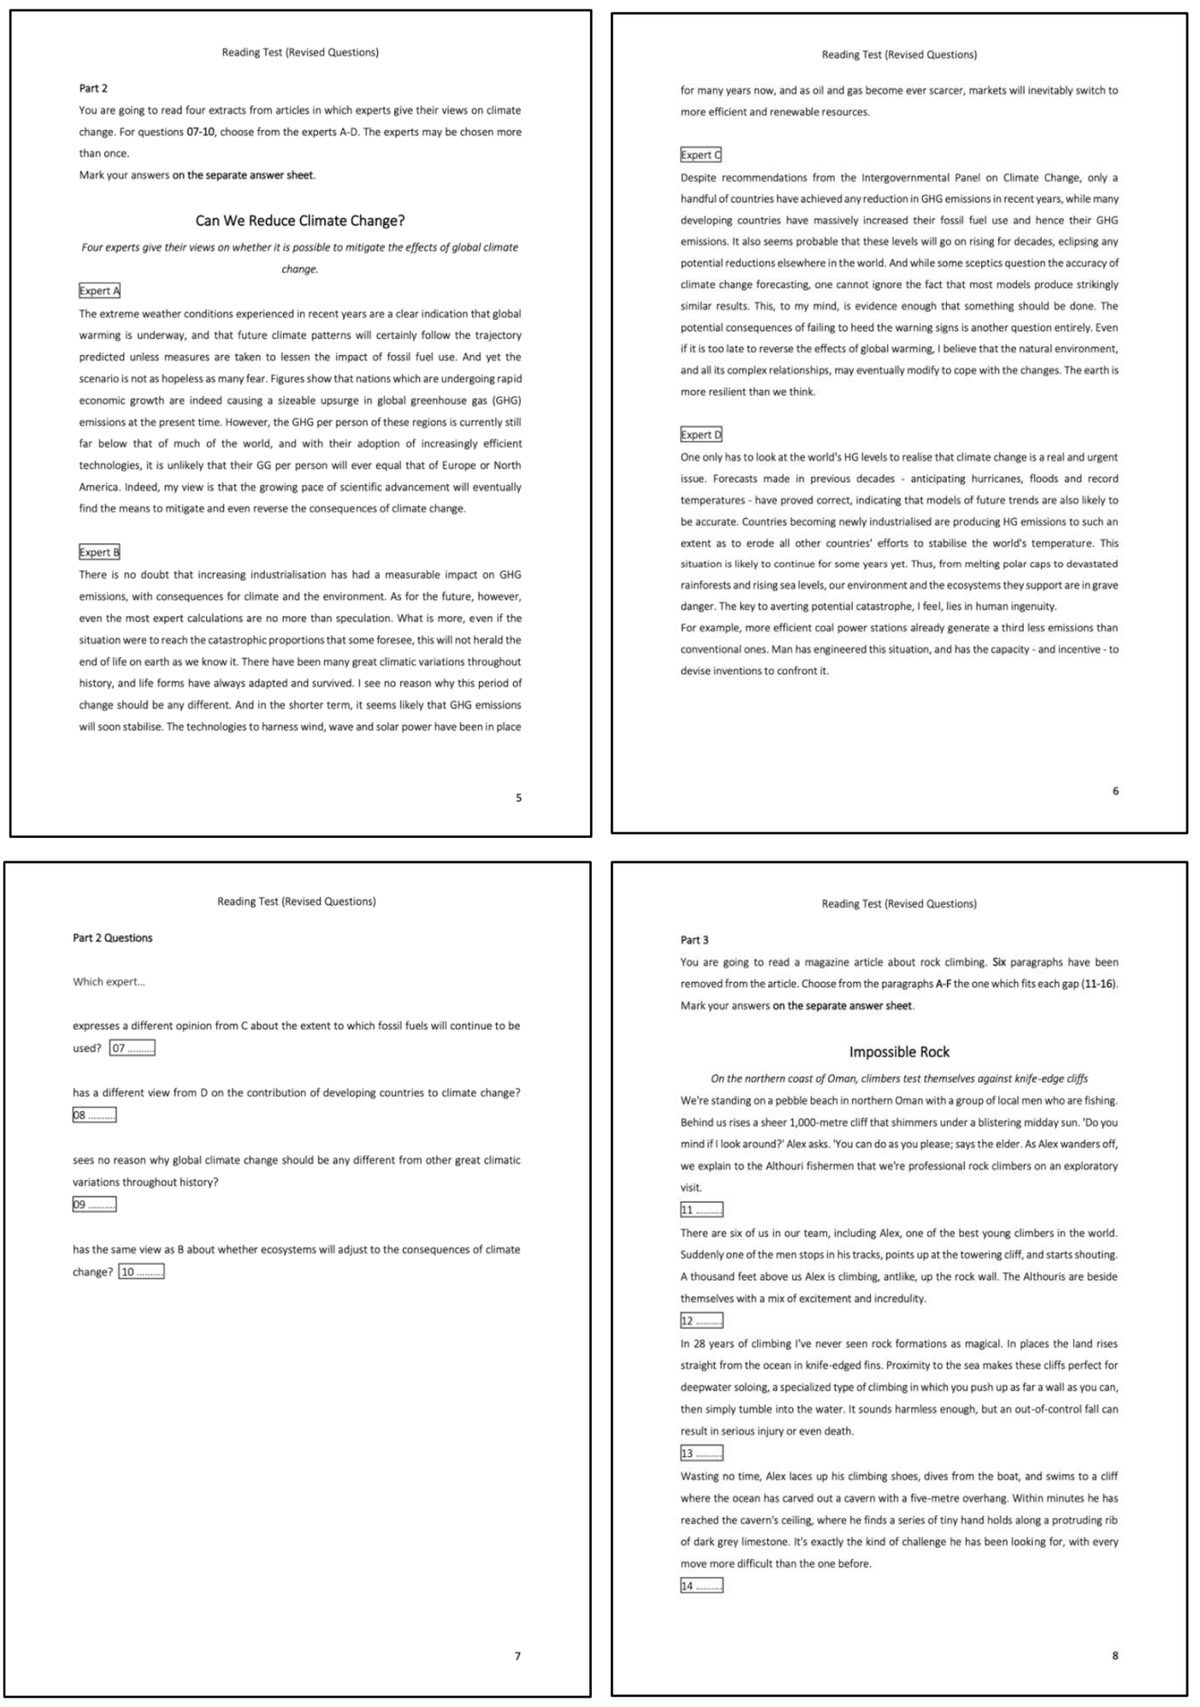 Reading Test (Revised Questions)
Part 2
You are going to read four extracts from articles in which experts give their views on climate
change. For questions 07-10, choose from the experts A-D. The experts may be chosen more
than once.
Mark your answers on the separate answer sheet.
Can We Reduce Climate Change?
Four experts give their views on whether it is possible to mitigate the effects of global climate
change.
Expert A
The extreme weather conditions experienced in recent years are a clear indication that global
warming is underway, and that future climate patterns will certainly follow the trajectory
predicted unless measures are taken to lessen the impact of fossil fuel use. And yet the
scenario is not as hopeless as many fear. Figures show that nations which are undergoing rapid
economic growth are indeed causing a sizeable upsurge in global greenhouse gas (GHG)
emissions at the present time. However, the GHG per person of these regions is currently still
far below that of much of the world, and with their adoption of increasingly efficient
technologies, it is unlikely that their GG per person will ever equal that of Europe or North
America. Indeed, my view is that the growing pace of scientific advancement will eventually
find the means to mitigate and even reverse the consequences of climate change.
Expert B
There is no doubt that increasing industrialisation has had a measurable impact on GHG
emissions, with consequences for climate and the environment. As for the future, however,
even the most expert calculations are no more than speculation. What is more, even if the
situation were to reach the catastrophic proportions that some foresee, this will not herald the
end of life on earth as we know it. There have been many great climatic variations throughout
history, and life forms have always adapted and survived. I see no reason why this period of
change should be any different. And in the shorter term, it seems likely that GHG emissions
will soon stabilise. The technologies to harness wind, wave and solar power have been in place
5
Reading Test (Revised Questions)
for many years now, and as oil and gas become ever scarcer, markets will inevitably switch to
more efficient and renewable resources.
Expert C
Despite recommendations from the Intergovernmental Panel on Climate Change, only a
handful of countries have achieved any reduction in GHG emissions in recent years, while many
developing countries have massively increased their fossil fuel use and hence their GHG
emissions. It also seems probable that these levels will go on rising for decades, eclipsing any
potential reductions elsewhere in the world. And while some sceptics question the accuracy of
climate change forecasting, one cannot ignore the fact that most models produce strikingly
similar results. This, to my mind, is evidence enough that something should be done. The
potential consequences of failing to heed the warning signs is another question entirely. Even
if it is too late to reverse the effects of global warming, I believe that the natural environment,
and all its complex relationships, may eventually modify to cope with the changes. The earth is
more resilient than we think.
Expert D
One only has to look at the world's HG levels to realise that climate change is a real and urgent
issue. Forecasts made in previous decades - anticipating hurricanes, floods and record
temperatures - have proved correct, indicating that models of future trends are also likely to
be accurate. Countries becoming newly industrialised are producing HG emissions to such an
extent as to erode all other countries' efforts to stabilise the world's temperature. This
situation is likely to continue for some years yet. Thus, from melting polar caps to devastated
rainforests and rising sea levels, our environment and the ecosystems they support are in grave
danger. The key to averting potential catastrophe, I feel, lies in human ingenuity.
For example, more efficient coal power stations already generate a third less emissions than
conventional ones. Man has engineered this situation, and has the capacity - and incentive - to
devise inventions to confront it.
6
Reading Test (Revised Questions)
Part 2 Questions
Which expert...
expresses a different opinion from C about the extent to which fossil fuels will continue to be
used? 07 ..........
has a different view from D on the contribution of developing countries to climate change?
08 ..........
sees no reason why global climate change should be any different from other great climatic
variations throughout history?
09 ..........
has the same view as B about whether ecosystems will adjust to the consequences of climate
change? 10 ..........
7
Reading Test (Revised Questions)
Part 3
You are going to read a magazine article about rock climbing. Six paragraphs have been
removed from the article. Choose from the paragraphs A-F the one which fits each gap (11-16).
Mark your answers on the separate answer sheet.
Impossible Rock
On the northern coast of Oman, climbers test themselves against knife-edge cliffs
We're standing on a pebble beach in northern Oman with a group of local men who are fishing.
Behind us rises a sheer 1,000-metre cliff that shimmers under a blistering midday sun. 'Do you
mind if I look around?' Alex asks. 'You can do as you please; says the elder. As Alex wanders off,
we explain to the Althouri fishermen that we're professional rock climbers on an exploratory
visit.
11 ..........
There are six of us in our team, including Alex, one of the best young climbers in the world.
Suddenly one of the men stops in his tracks, points up at the towering cliff, and starts shouting.
A thousand feet above us Alex is climbing, antlike, up the rock wall. The Althouris are beside
themselves with a mix of excitement and incredulity.
12 ..........
In 28 years of climbing I've never seen rock formations as magical. In places the land rises
straight from the ocean in knife-edged fins. Proximity to the sea makes these cliffs perfect for
deepwater soloing, a specialized type of climbing in which you push up as far a wall as you can,
then simply tumble into the water. It sounds harmless enough, but an out-of-control fall can
result in serious injury or even death.
13 ..........
Wasting no time, Alex laces up his climbing shoes, dives from the boat, and swims to a cliff
where the ocean has carved out a cavern with a five-metre overhang. Within minutes he has
reached the cavern's ceiling, where he finds a series of tiny hand holds along a protruding rib
of dark grey limestone. It's exactly the kind of challenge he has been looking for, with every
move more difficult than the one before.
14 ..........
8